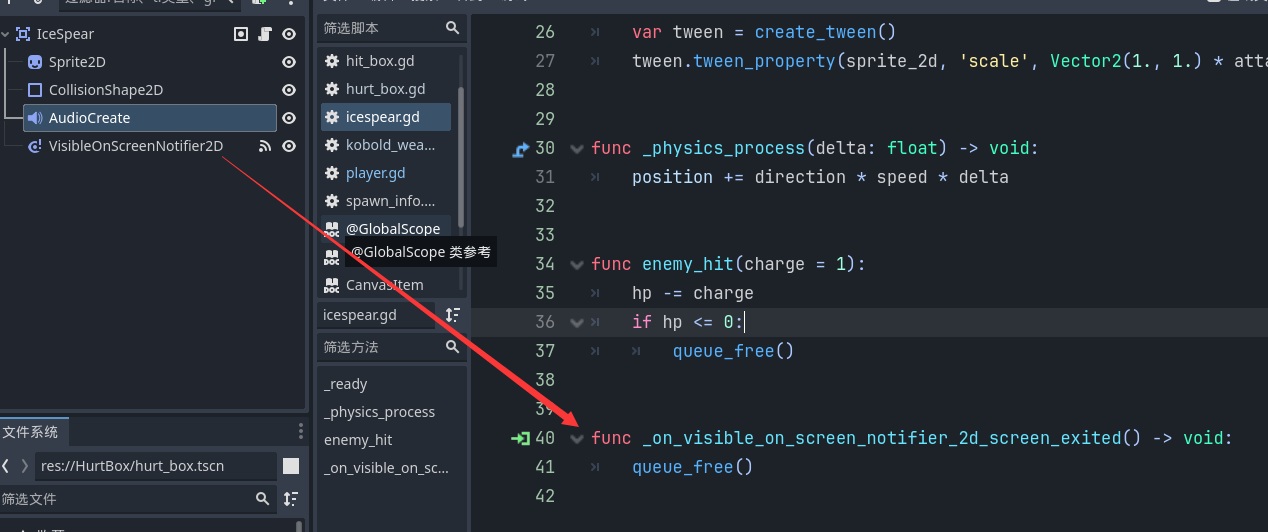 IceSpear
Sprite2D
CollisionShape2D
AudioCreate
VisibleOnScreenNotifier2D
文件系统
res://HurtBox/hurt_box.tscn
筛选文件
筛选脚本
hit_box.gd
hurt_box.gd
icespear.gd
kobold_wea...
player.gd
spawn_info....
@GlobalScope
@GlobalScope 类参考
CanvasItem
icespear.gd
筛选方法
_ready
_physics_process
enemy_hit
_on_visible_on_sc...
26 var tween = create_tween()
27 tween.tween_property(sprite_2d, 'scale', Vector2(1., 1.) * atta
28
29
30 func _physics_process(delta: float) -> void:
31 position += direction * speed * delta
32
33
34 func enemy_hit(charge = 1):
35 hp -= charge
36 if hp <= 0:
37 queue_free()
38
39
40 func _on_visible_on_screen_notifier_2d_screen_exited() -> void:
41 queue_free()
42